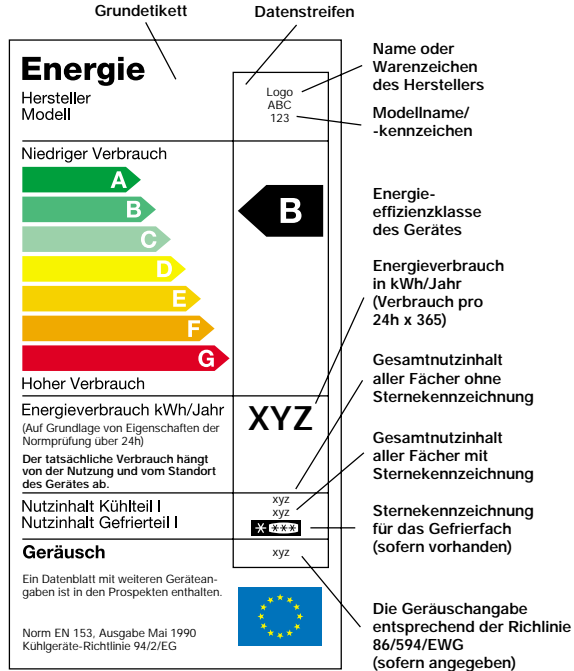 Grundetikett
Datenstreifen
Energie
Hersteller
Modell
Logo
ABC
123
Name oder
Warenzeichen
des Herstellers
Modellname/
-kennzeichen
Niedriger Verbrauch
A
B
C
D
E
F
G
Hoher Verbrauch
B
Energie-
effizienzklasse
des Gerätes
Energieverbrauch
in kWh/Jahr
(Verbrauch pro
24h x 365)
Energieverbrauch kWh/Jahr
(Auf Grundlage von Eigenschaften der
Normprüfung über 24h)
Der tatsächliche Verbrauch hängt
von der Nutzung und vom Standort
des Gerätes ab.
XYZ
Gesamtnutzinhalt
aller Fächer ohne
Sternekennzeichnung
Gesamtnutzinhalt
aller Fächer mit
Sternekennzeichnung
Nutzinhalt Kühlteil l
Nutzinhalt Gefrierteil l
xyz
xyz
* ***
Sternekennzeichnung
für das Gefrierfach
(sofern vorhanden)
Geräusch
xyz
Ein Datenblatt mit weiteren Gerätean-
gaben ist in den Prospekten enthalten.
Norm EN 153, Ausgabe Mai 1990
Kühlgeräte-Richtlinie 94/2/EG
Die Geräuschangabe
entsprechend der Richlinie
86/594/EWG
(sofern angegeben)